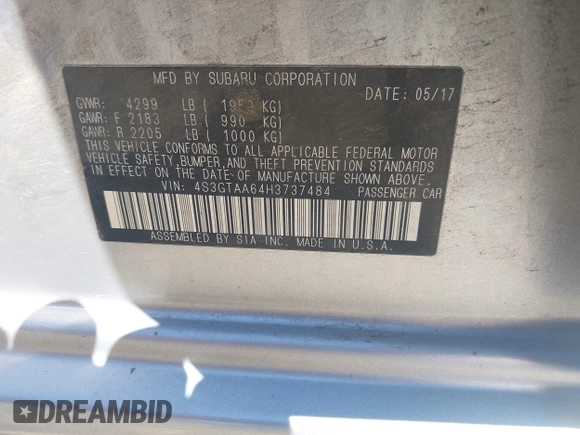 MFD BY SUBARU CORPORATION
DATE: 05/17
GVWR: 4299 LB ( 1953 KG)
GAWR: F 2183 LB ( 990 KG)
GAWR: R 2205 LB ( 1000 KG)
THIS VEHICLE CONFORMS TO ALL APPLICABLE FEDERAL MOTOR
VEHICLE SAFETY, BUMPER, AND THEFT PREVENTION STANDARDS
IN EFFECT ON THE DATE OF MANUFACTURE SHOWN ABOVE.
VIN: 4S3GTAA64H3737484 PASSENGER CAR
ASSEMBLED BY SIA INC. MADE IN U.S.A.
DREAMBID